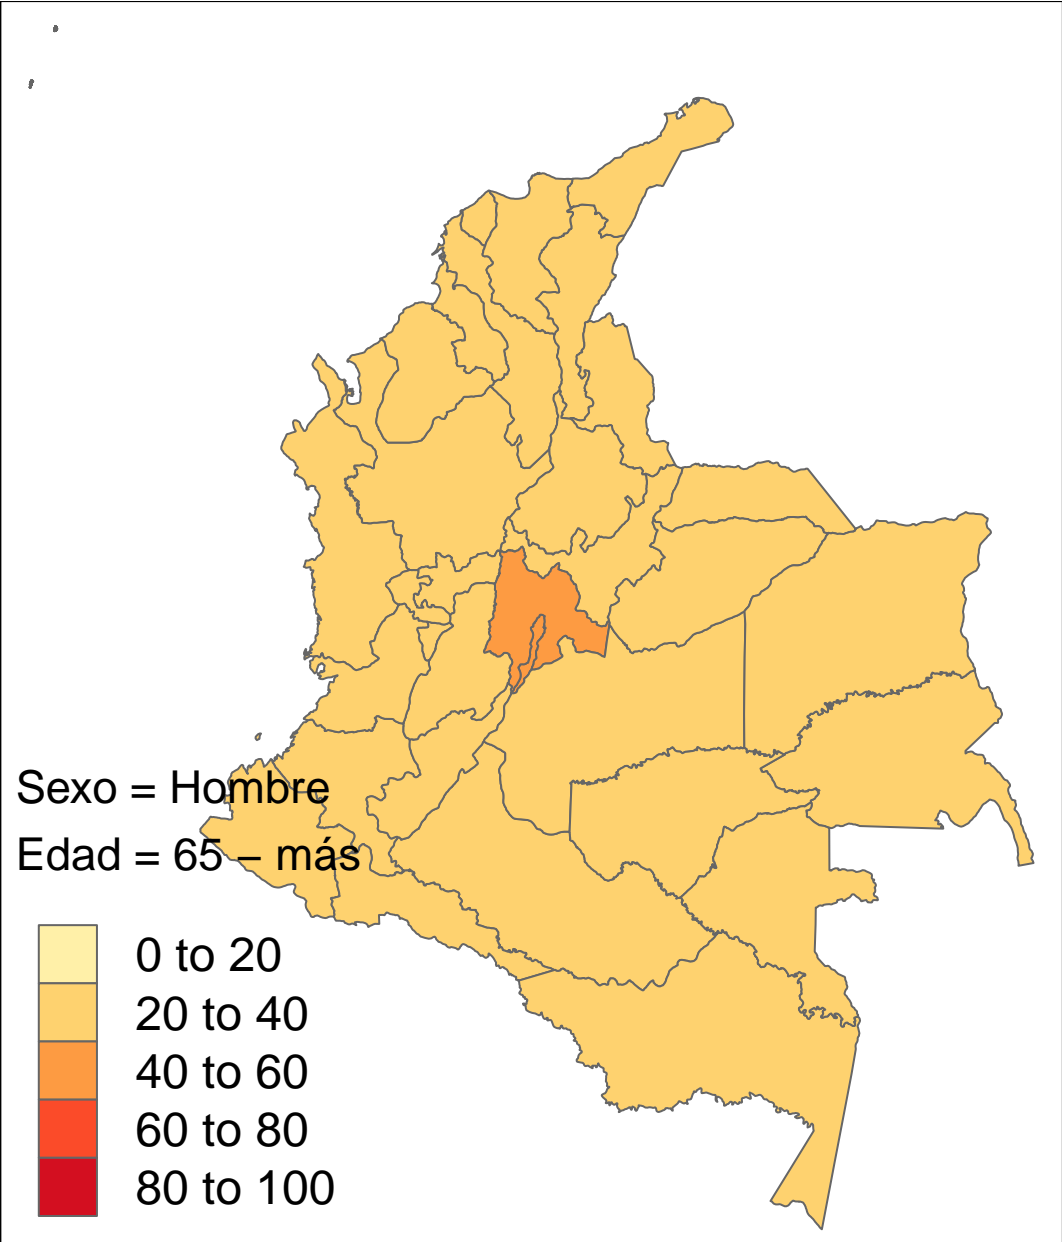 Sexo = Hombre
Edad = 65 – más
0 to 20
20 to 40
40 to 60
60 to 80
80 to 100